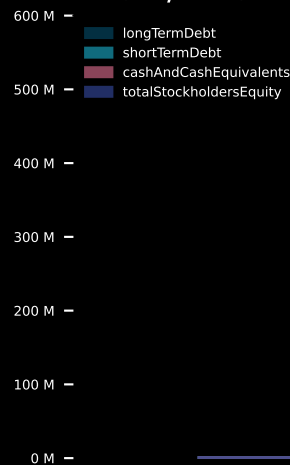 600 M
longTermDebt
shortTermDebt
cashAndCashEquivalents
500 M
totalStockholdersEquity
400 M
300 M
200 M
100 M
0 M